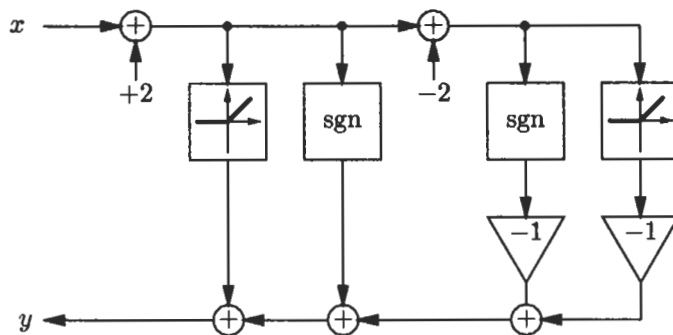 x + + 
+2 -2
sgn sgn
-1 -1
y + + +